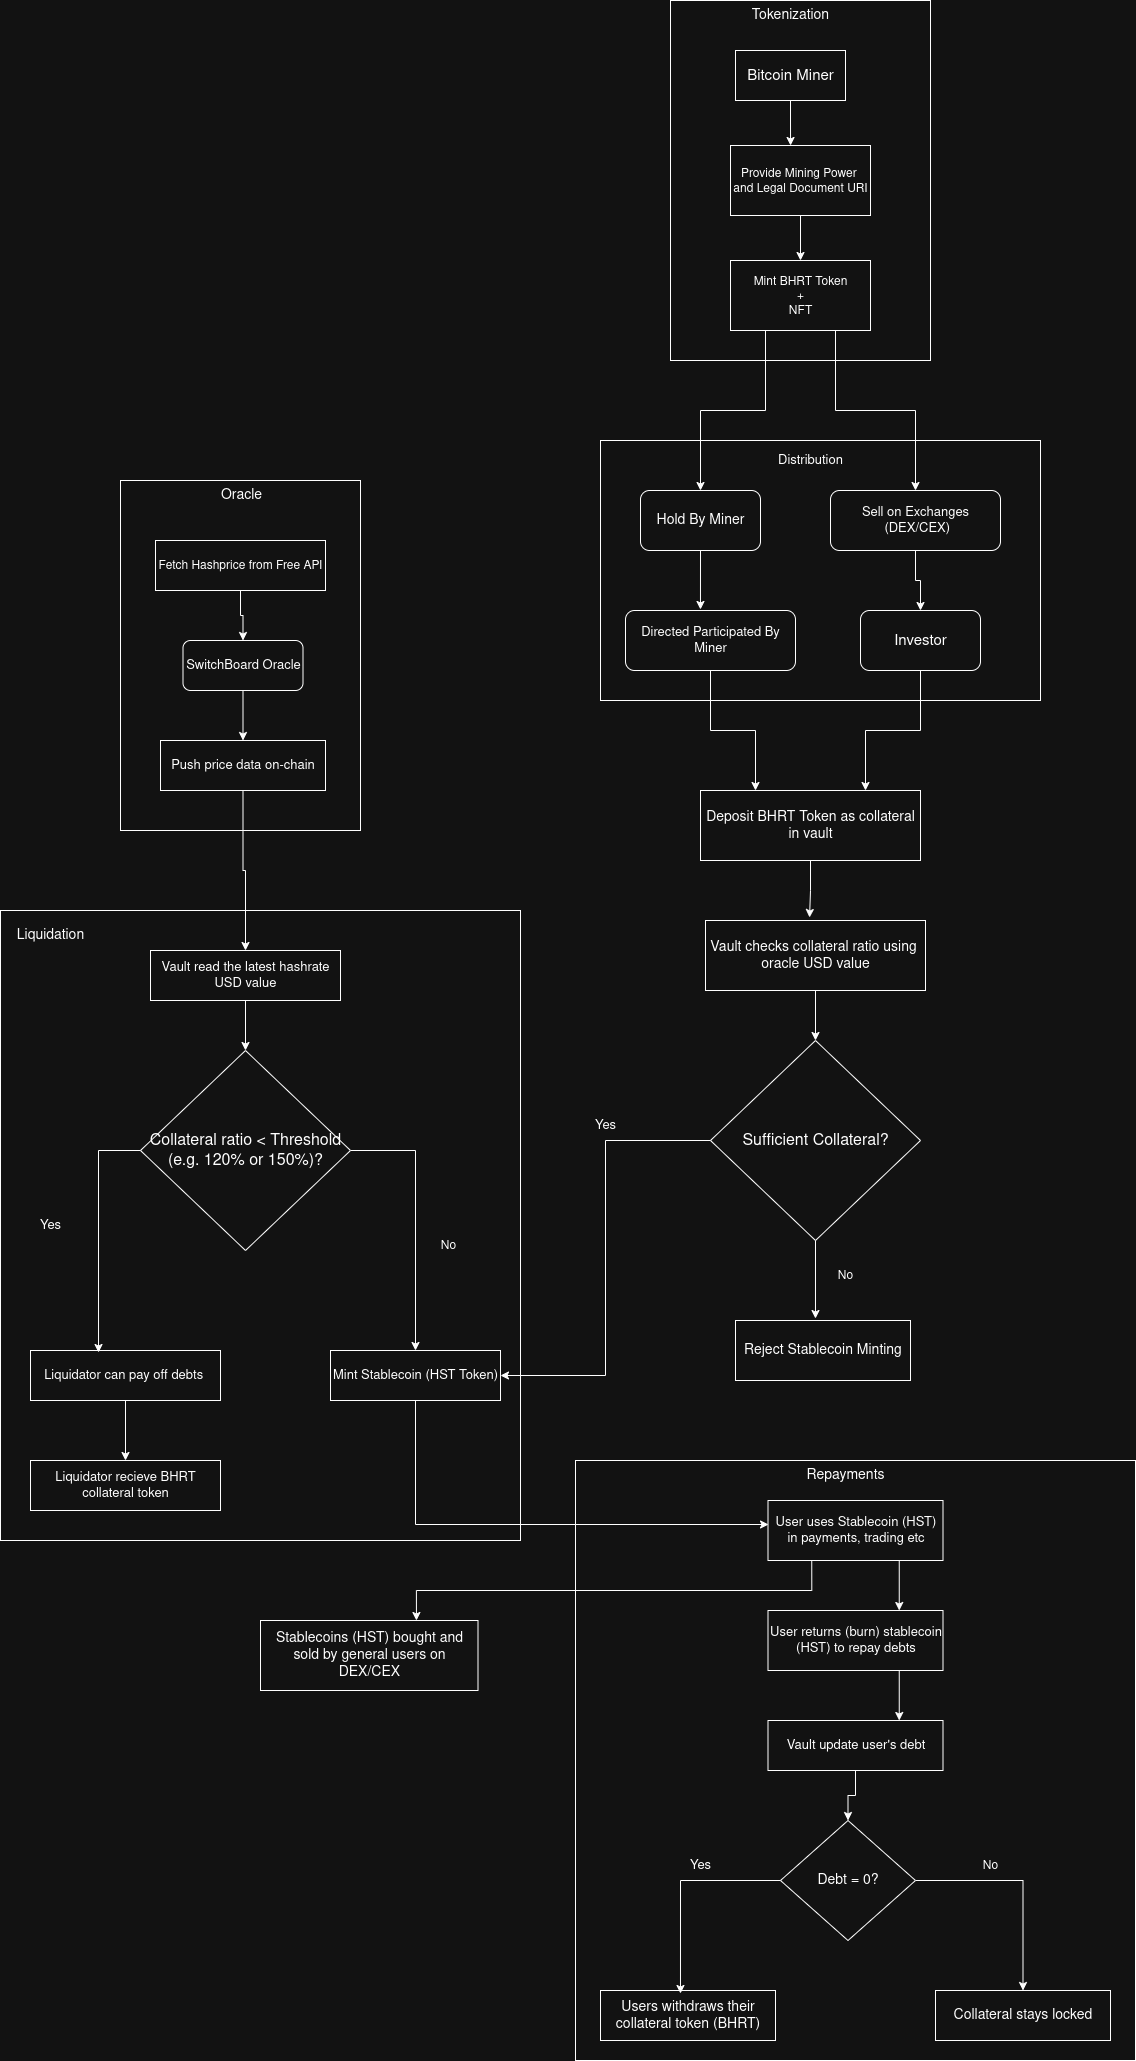 Tokenization
Bitcoin Miner
Provide Mining Power
and Legal Document URI
Mint BHRT Token
+
NFT
Distribution
Hold By Miner
Sell on Exchanges
(DEX/CEX)
Directed Participated By
Miner
Investor
Oracle
Fetch Hashprice from Free API
SwitchBoard Oracle
Push price data on-chain
Deposit BHRT Token as collateral
in vault
Vault checks collateral ratio using
oracle USD value
Sufficient Collateral?
Yes
No
Reject Stablecoin Minting
Liquidation
Vault read the latest hashrate
USD value
Collateral ratio < Threshold
(e.g. 120% or 150%)?
Yes
No
Liquidator can pay off debts
Mint Stablecoin (HST Token)
Liquidator recieve BHRT
collateral token
Repayments
User uses Stablecoin (HST)
in payments, trading etc
Stablecoins (HST) bought and
sold by general users on
DEX/CEX
User returns (burn) stablecoin
(HST) to repay debts
Vault update user's debt
Debt = 0?
Yes
No
Users withdraws their
collateral token (BHRT)
Collateral stays locked